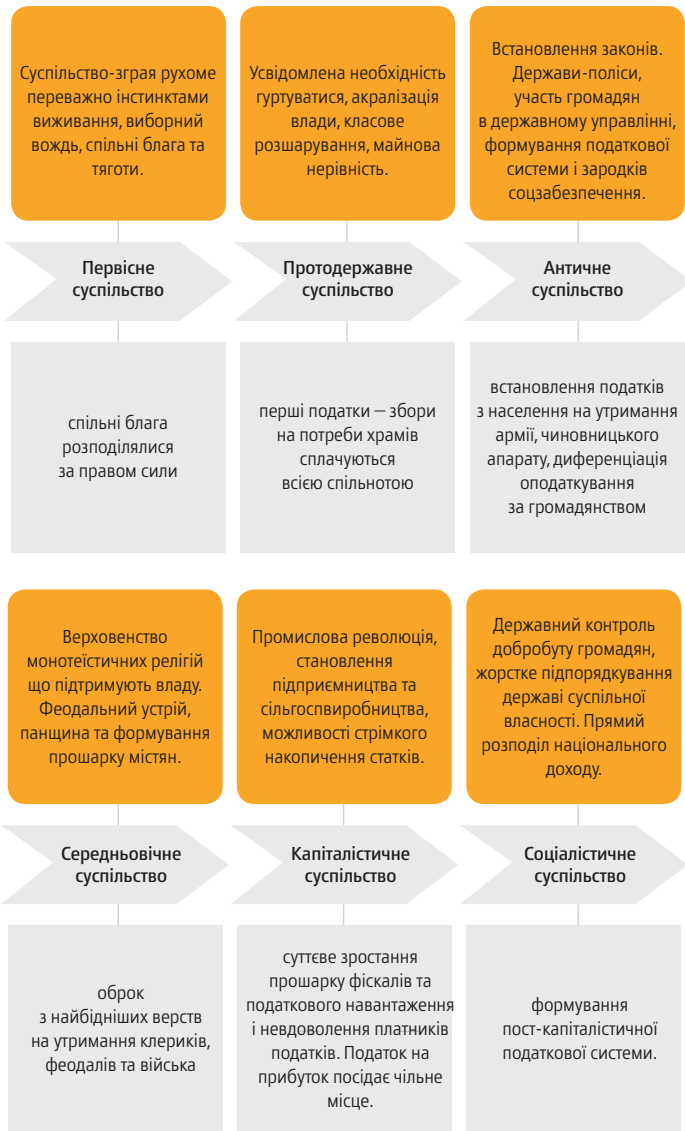 Суспільство-зграя рухоме
переважно інстинктами
виживання, виборний
вождь, спільні блага та
тяготи.
Усвідомлена необхідність
гуртуватися, акралізація
влади, класове
розшарування, майнова
нерівність.
Встановлення законів.
Держави-поліси,
участь громадян
в державному управлінні,
формування податкової
системи і зародків
соцзабезпечення.
Первісне
суспільство
Протодержавне
суспільство
Античне
суспільство
спільні блага
розподілялися
за правом сили
перші податки — збори
на потреби храмів
сплачуються
всією спільнотою
встановлення податків
з населення на утримання
армії, чиновницького
апарату, диференціація
оподаткування
за громадянством
Верховенство
монотеїстичних релігій
що підтримують владу.
Феодальний устрій,
панщина та формування
прошарку містян.
Промислова революція,
становлення
підприємництва та
сільгоспвиробництва,
можливості стрімкого
накопичення статків.
Державний контроль
добробуту громадян,
жорстке підпорядкування
державі суспільної
власності. Прямий
розподіл національного
доходу.
Середньовічне
суспільство
Капіталістичне
суспільство
Соціалістичне
суспільство
оброк
з найбідніших верств
на утримання клериків,
феодалів та війська
суттєве зростання
прошарку фіскалів та
податкового навантаження
і невдоволення платників
податків. Податок на
прибуток посідає чільне
місце.
формування
пост-капіталістичної
податкової системи.